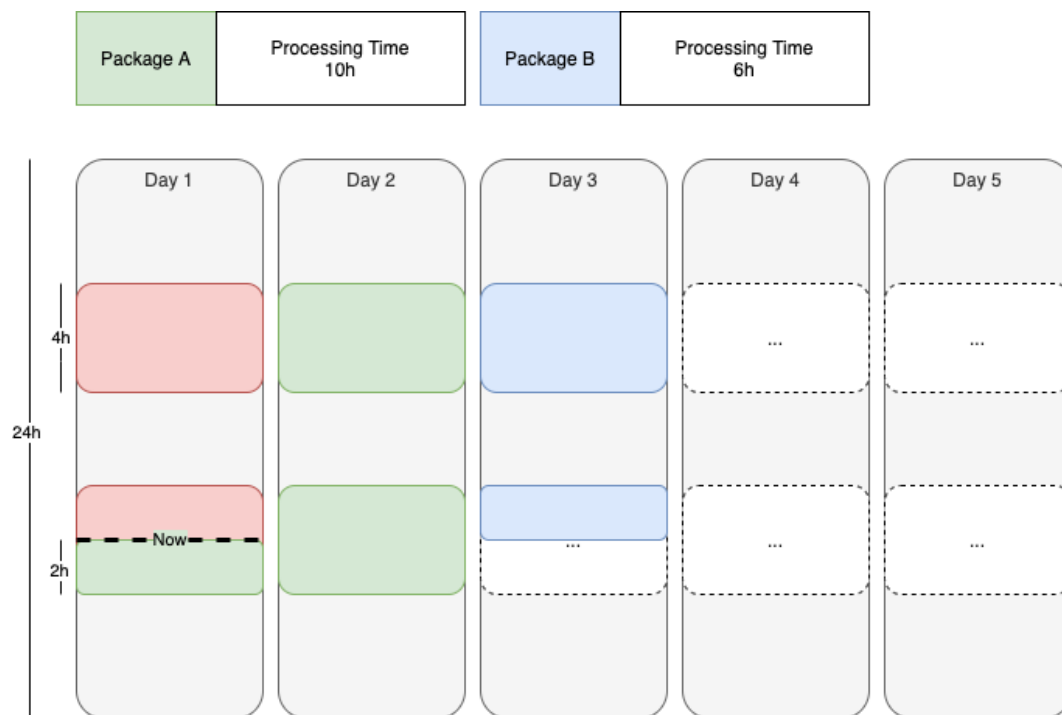 Package A
Processing Time
10h
Package B
Processing Time
6h
Day 1
Day 2
Day 3
Day 4
Day 5
4h
...
...
24h
Now
2h
...
...
...